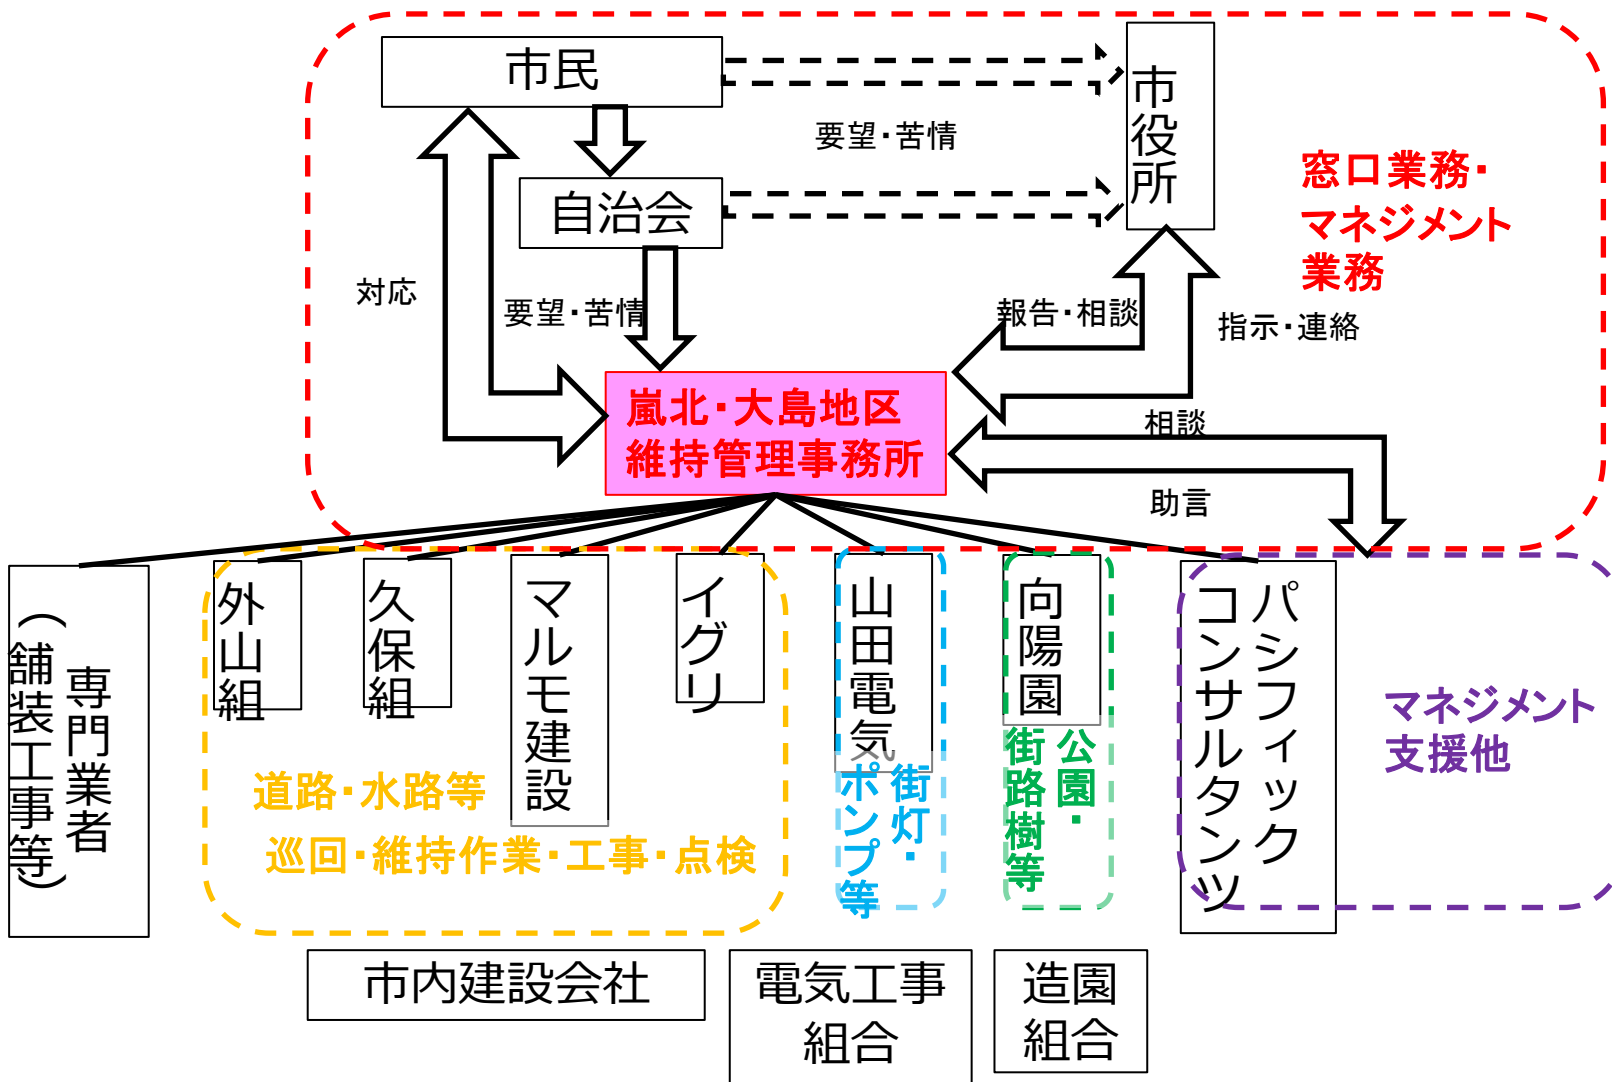 市民
市役所
要望・苦情
自治会
窓口業務・
マネジメント
業務
対応
要望・苦情
報告・相談
指示・連絡
嵐北・大島地区
維持管理事務所
相談
助言
専門業者
（舗装工事等）
外山組
久保組
マルモ建設
イグリ
山田電気
向陽園
パシフィック
コンサルタンツ
マネジメント
支援他
道路・水路等
巡回・維持作業・工事・点検
街灯・
ポンプ等
公園・
街路樹等
市内建設会社
電気工事
組合
造園
組合